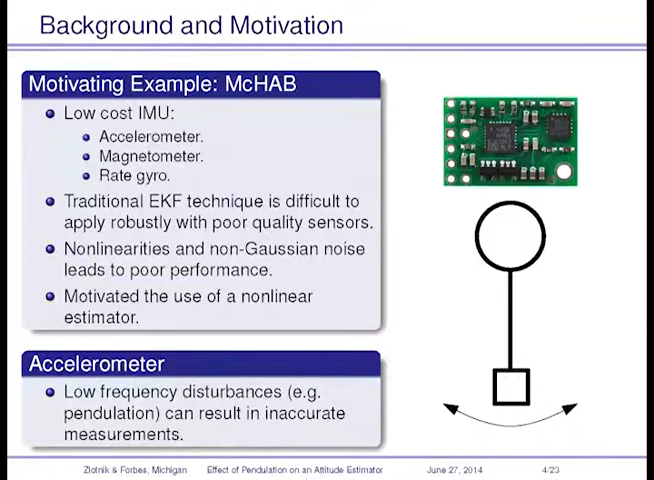 Background and Motivation
Motivating Example: McHAB
Low cost IMU:
Accelerometer.
Magnetometer.
Rate gyro.
Traditional EKF technique is difficult to
apply robustly with poor quality sensors.
Nonlinearities and non-Gaussian noise
leads to poor performance.
Motivated the use of a nonlinear
estimator.
Accelerometer
Low frequency disturbances (e.g.
pendulation) can result in inaccurate
measurements.
Zlotnik & Forbes, Michigan Effect of Pendulation on an Attitude Estimator June 27, 2014 4/23